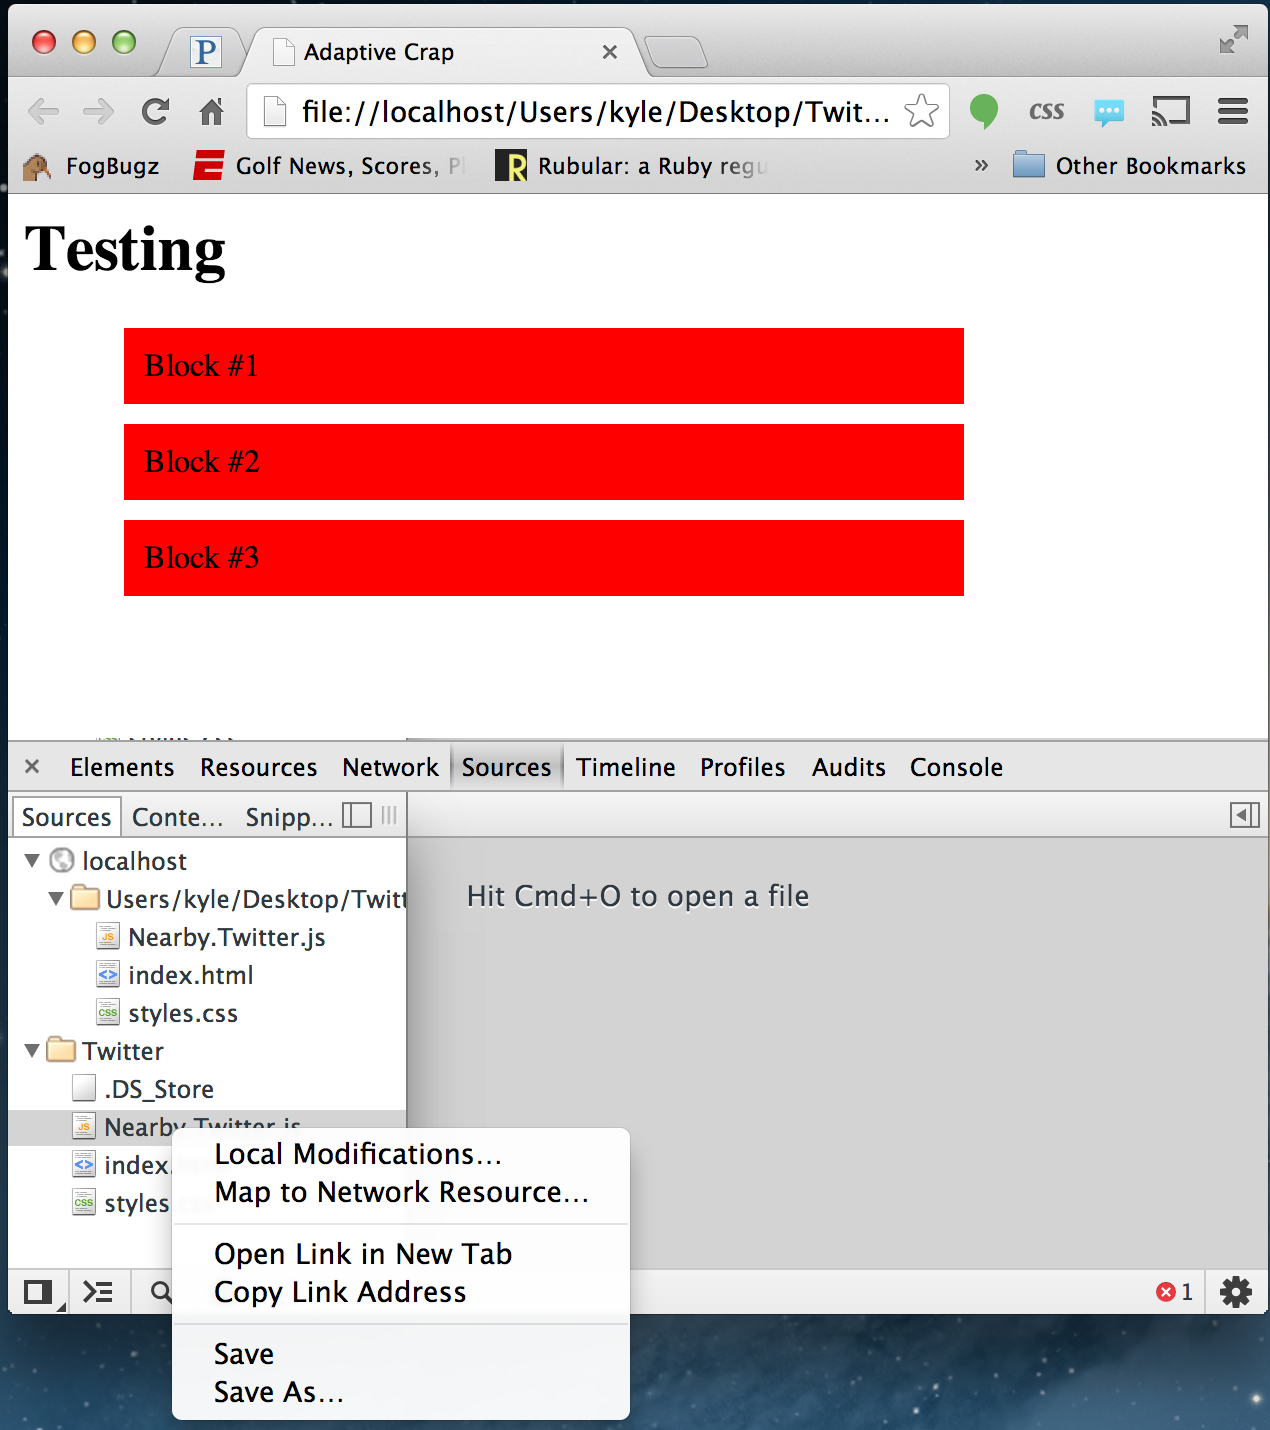 P
Adaptive Crap
file://localhost/Users/kyle/Desktop/Twit...
css
FogBugz
Golf News, Scores,
Rubular: a Ruby regu
»
Other Bookmarks
Testing
Block #1
Block #2
Block #3
Elements Resources Network Sources Timeline Profiles Audits Console
Sources Conte... Snipp...
localhost
Users/kyle/Desktop/Twitt
Hit Cmd+O to open a file
Nearby.Twitter.js
index.html
styles.css
Twitter
.DS_Store
Nearby.Twitter.js
index.
styles
Local Modifications...
Map to Network Resource...
Open Link in New Tab
Copy Link Address
Save
Save As...
1